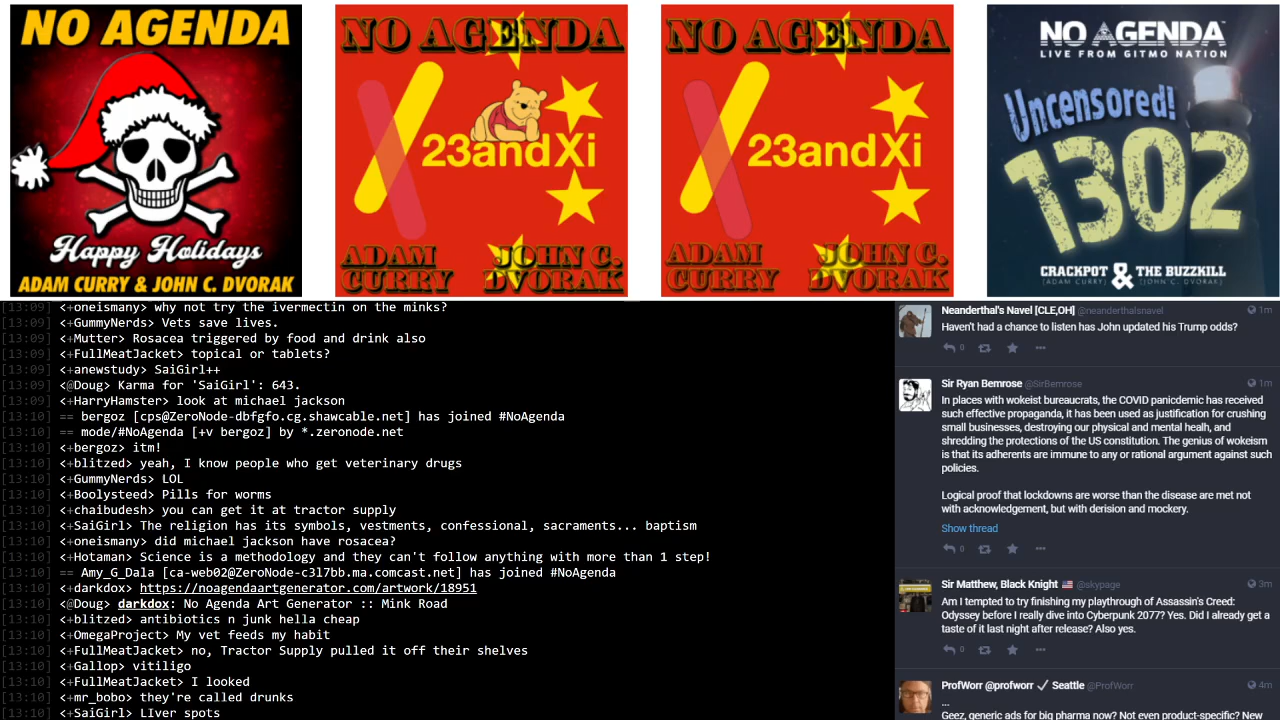 NO AGENDA
Happy Holidays
ADAM CURRY & JOHN C. DVORAK
NO AGENDA
23andXi
ADAM CURRY
JOHN C. DVORAK
NO AGENDA
23andXi
ADAM CURRY
JOHN C. DVORAK
NO AGENDA
LIVE FROM GITMO NATION
Uncensored!
1302
CRACKPOT & THE BUZZKILL
[ADAM CURRY] [JOHN C. DVORAK]
[13:09] <+oneismany> why not try the ivermectin on the minks?
[13:09] <+GummyNerds> Vets save lives.
[13:09] <+Mutter> Rosacea triggered by food and drink also
[13:09] <+FullMeatJacket> topical or tablets?
[13:09] <+anewstudy> SaiGirl++
[13:09] <@Doug> Karma for 'SaiGirl': 643.
[13:09] <+HarryHamster> look at michael jackson
[13:10] == bergoz [cps@ZeroNode-dbfgfo.cg.shawcable.net] has joined #NoAgenda
[13:10] == mode/#NoAgenda [+v bergoz] by *.zeronode.net
[13:10] <+bergoz> itm!
[13:10] <+blitzed> yeah, I know people who get veterinary drugs
[13:10] <+GummyNerds> LOL
[13:10] <+Boolysteed> Pills for worms
[13:10] <+chaibudesh> you can get it at tractor supply
[13:10] <+SaiGirl> The religion has its symbols, vestments, confessional, sacraments... baptism
[13:10] <+oneismany> did michael jackson have rosacea?
[13:10] <+Hotaman> Science is a methodology and they can't follow anything with more than 1 step!
[13:10] == Amy_G_Dala [ca-web02@ZeroNode-c3l7bb.ma.comcast.net] has joined #NoAgenda
[13:10] <+darkdox> https://noagendaartgenerator.com/artwork/18951
[13:10] <@Doug> darkdox: No Agenda Art Generator :: Mink Road
[13:10] <+blitzed> antibiotics n junk hella cheap
[13:10] <+OmegaProject> My vet feeds my habit
[13:10] <+FullMeatJacket> no, Tractor Supply pulled it off their shelves
[13:10] <+Gallop> vitiligo
[13:10] <+FullMeatJacket> I looked
[13:10] <+mr_bobo> they're called drunks
[13:10] <+SaiGirl> LIver spots
Neanderthal's Navel [CLE,OH] @neanderthalsnavel 1m
Haven't had a chance to listen has John updated his Trump odds?
0
Sir Ryan Bemrose @SirBemrose 1m
In places with wokeist bureaucrats, the COVID panicdemic has received
such effective propaganda, it has been used as justification for crushing
small businesses, destroying our physical and mental healh, and
shredding the protections of the US constitution. The genius of wokeism
is that its adherents are immune to any or rational argument against such
policies.
Logical proof that lockdowns are worse than the disease are met not
with acknowledgement, but with derision and mockery.
Show thread
0
Sir Matthew, Black Knight @skypage 3m
Am I tempted to try finishing my playthrough of Assassin's Creed:
Odyssey before I really dive into Cyberpunk 2077? Yes. Did I already get a
taste of it last night after release? Also yes.
0
ProfWorr @profworr Seattle @ProfWorr 4m
...
Geez, generic ads for big pharma now? Not even product-specific? New